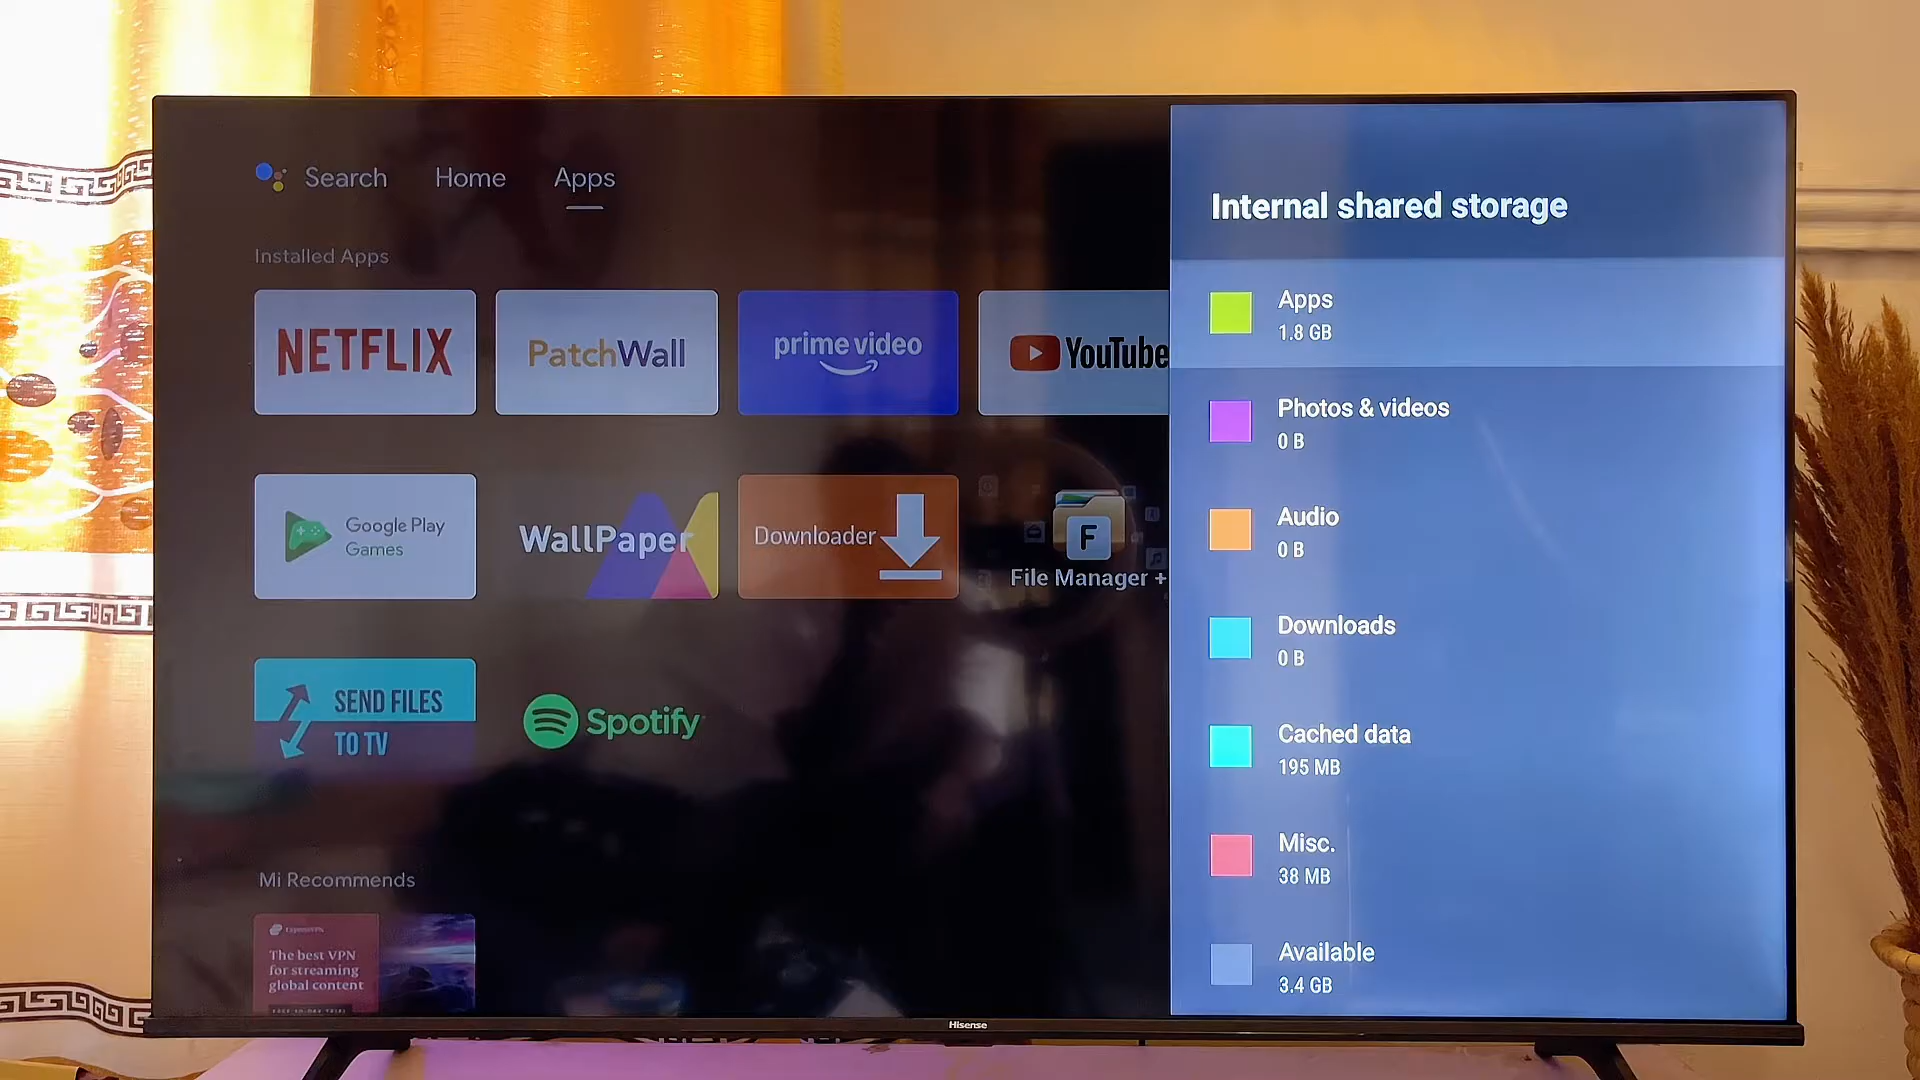 Search Home Apps
Installed Apps
NETFLIX
PatchWall
prime video
YouTube
Google Play
Games
WallPaper
Downloader
F
File Manager +
SEND FILES
TO TV
Spotify
Mi Recommends
ExpressVPN
The best VPN
for streaming
global content
Internal shared storage
Apps
1.8 GB
Photos & videos
0 B
Audio
0 B
Downloads
0 B
Cached data
195 MB
Misc.
38 MB
Available
3.4 GB
Hisense